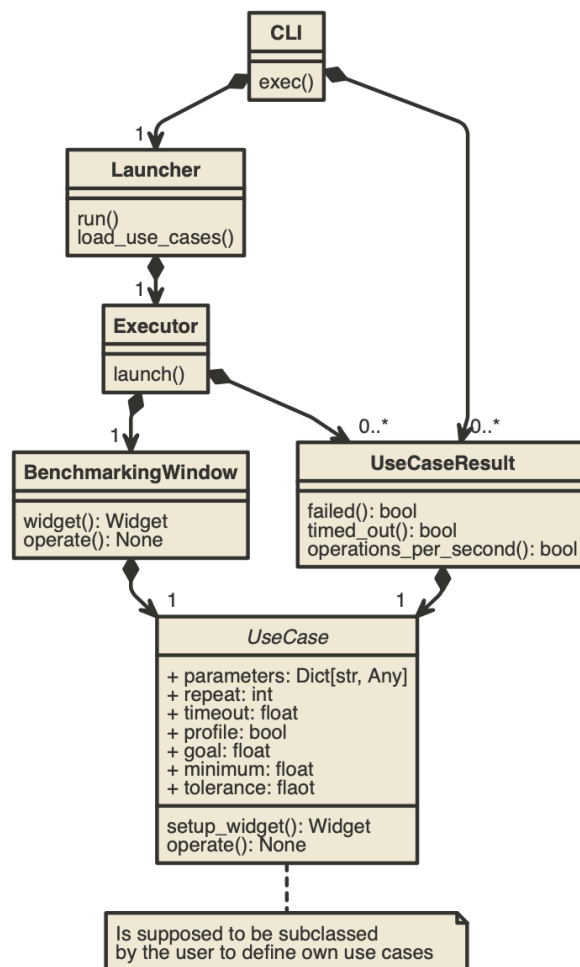 CLI
exec()
1
Launcher
run()
load_use_cases()
1
Executor
launch()
1
0..*
0..*
BenchmarkingWindow
widget(): Widget
operate(): None
UseCaseResult
failed(): bool
timed_out(): bool
operations_per_second(): bool
1
1
UseCase
+ parameters: Dict[str, Any]
+ repeat: int
+ timeout: float
+ profile: bool
+ goal: float
+ minimum: float
+ tolerance: flaot
setup_widget(): Widget
operate(): None
Is supposed to be subclassed
by the user to define own use cases